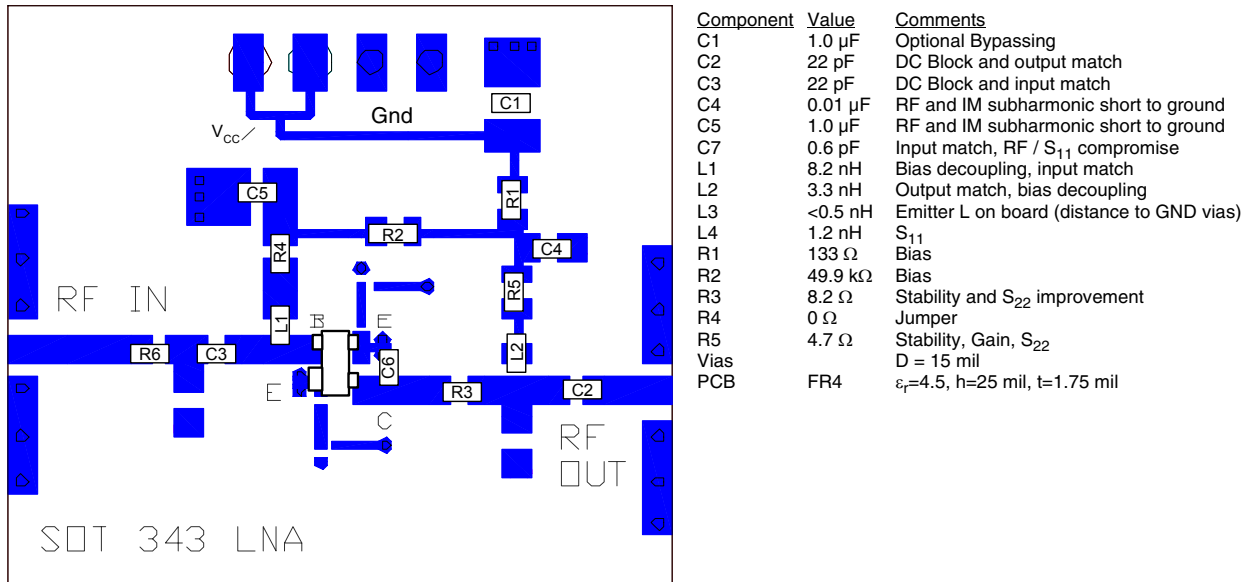 C1
Gnd
VCC
C5
R1
R4
R2
C4
R5
RF IN
L1
B
E
R6
C3
C6
L2
E
R3
C2
C
RF
OUT
SOT 343 LNA
Component Value Comments
C1 1.0 µF Optional Bypassing
C2 22 pF DC Block and output match
C3 22 pF DC Block and input match
C4 0.01 µF RF and IM subharmonic short to ground
C5 1.0 µF RF and IM subharmonic short to ground
C7 0.6 pF Input match, RF / S11 compromise
L1 8.2 nH Bias decoupling, input match
L2 3.3 nH Output match, bias decoupling
L3 <0.5 nH Emitter L on board (distance to GND vias)
L4 1.2 nH S11
R1 133 Ω Bias
R2 49.9 kΩ Bias
R3 8.2 Ω Stability and S22 improvement
R4 0 Ω Jumper
R5 4.7 Ω Stability, Gain, S22
Vias D = 15 mil
PCB FR4 εr=4.5, h=25 mil, t=1.75 mil